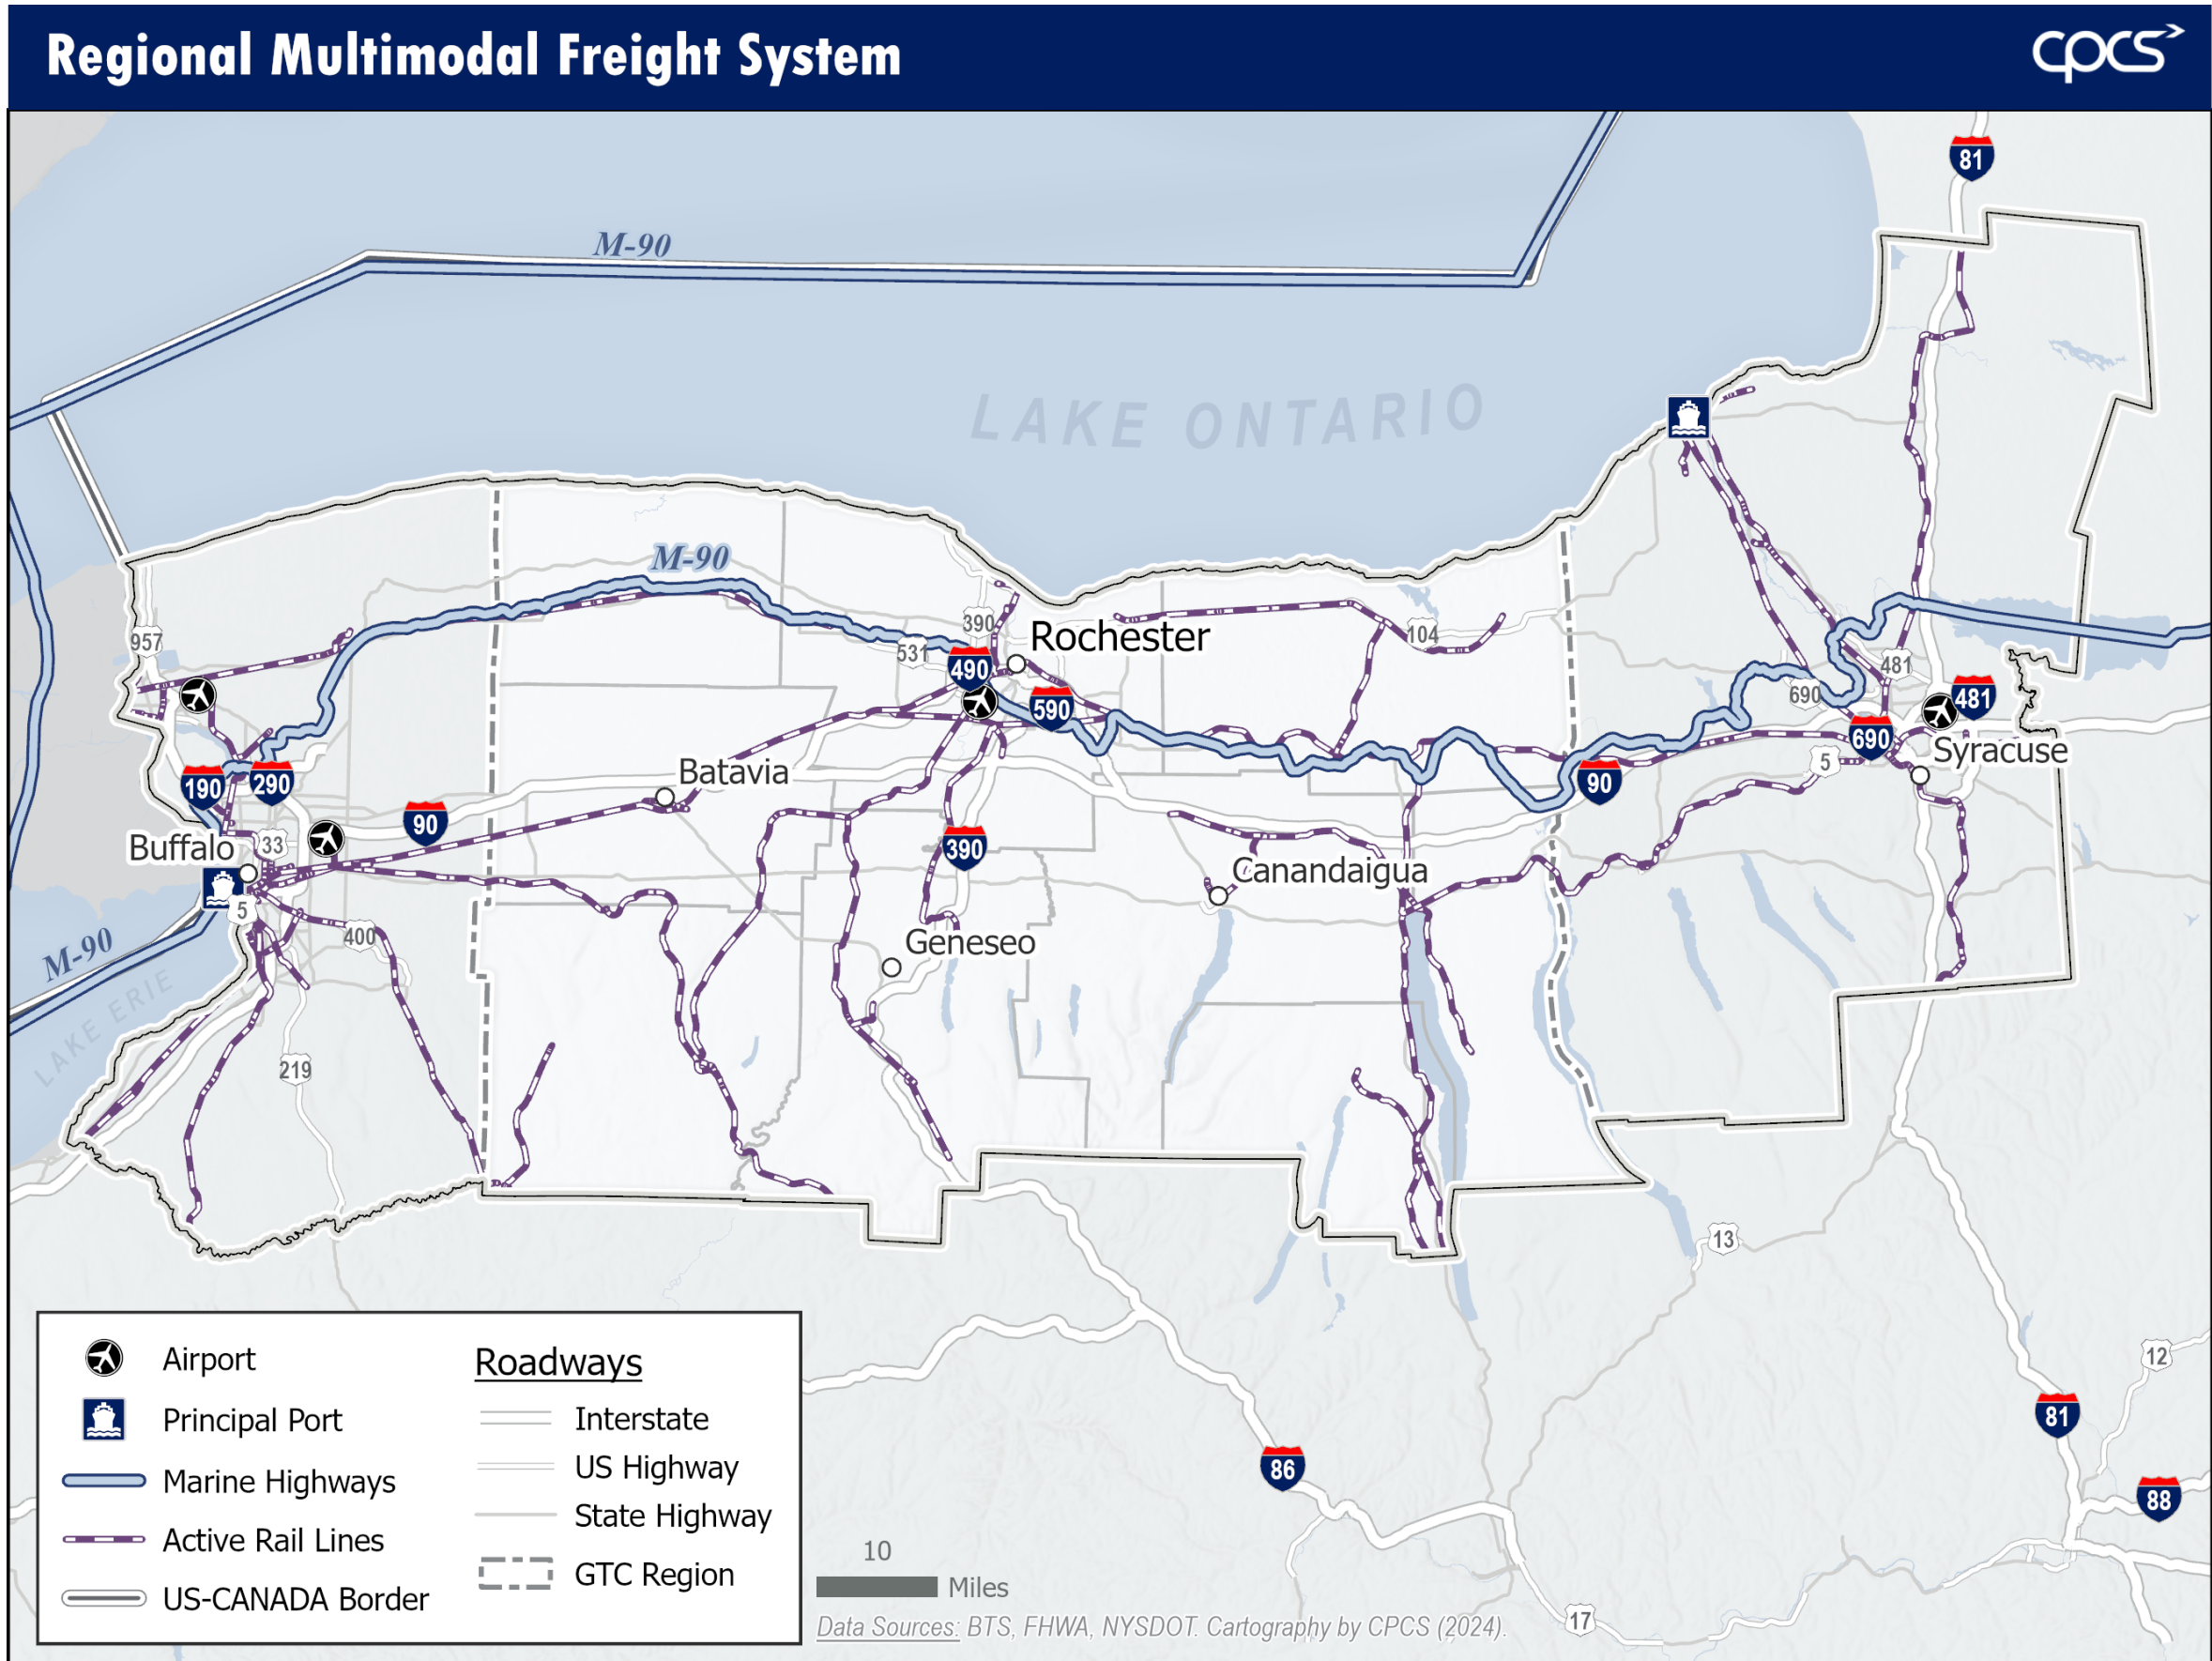 Regional Multimodal Freight System
cpcs
81
M-90
LAKE ONTARIO
M-90
957
390
531
490
Rochester
590
104
481
690
481
690
Syracuse
5
190
290
90
Batavia
90
Buffalo
33
390
Canandaigua
5
400
Geneseo
M-90
LAKE ERIE
219
13
12
81
86
88
17
Airport
Principal Port
Marine Highways
Active Rail Lines
US-CANADA Border
Roadways
Interstate
US Highway
State Highway
GTC Region
10
Miles
Data Sources: BTS, FHWA, NYSDOT. Cartography by CPCS (2024).